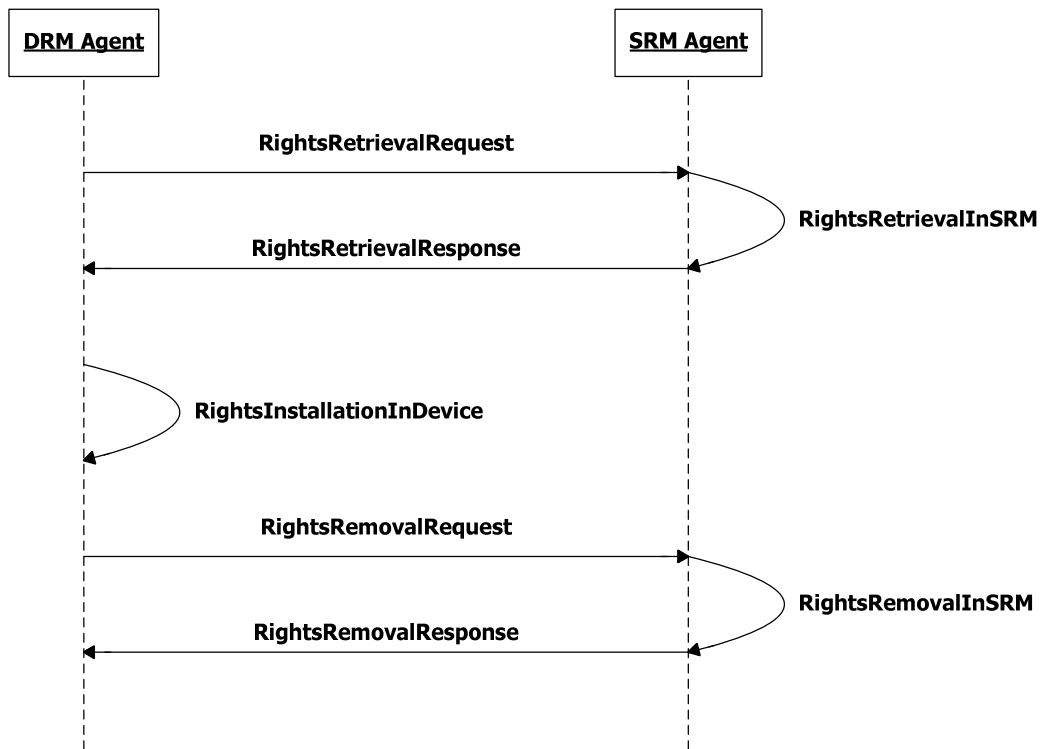 DRM Agent
SRM Agent
RightsRetrievalRequest
RightsRetrievalInSRM
RightsRetrievalResponse
RightsInstallationInDevice
RightsRemovalRequest
RightsRemovalInSRM
RightsRemovalResponse